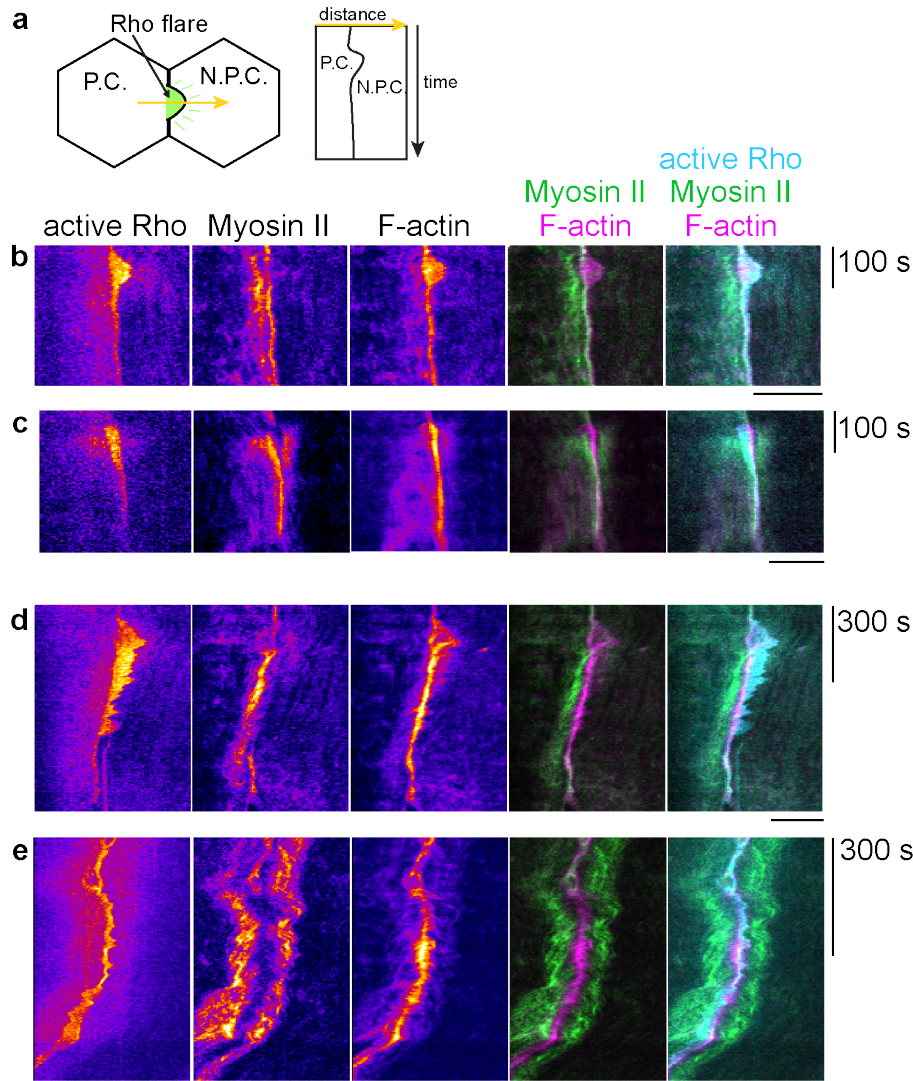 a
Rho flare
P.C.
N.P.C.
distance
P.C.
N.P.C.
time
active Rho
Myosin II
F-actin
Myosin II
F-actin
active Rho
Myosin II
F-actin
b
100 s
c
100 s
d
300 s
e
300 s